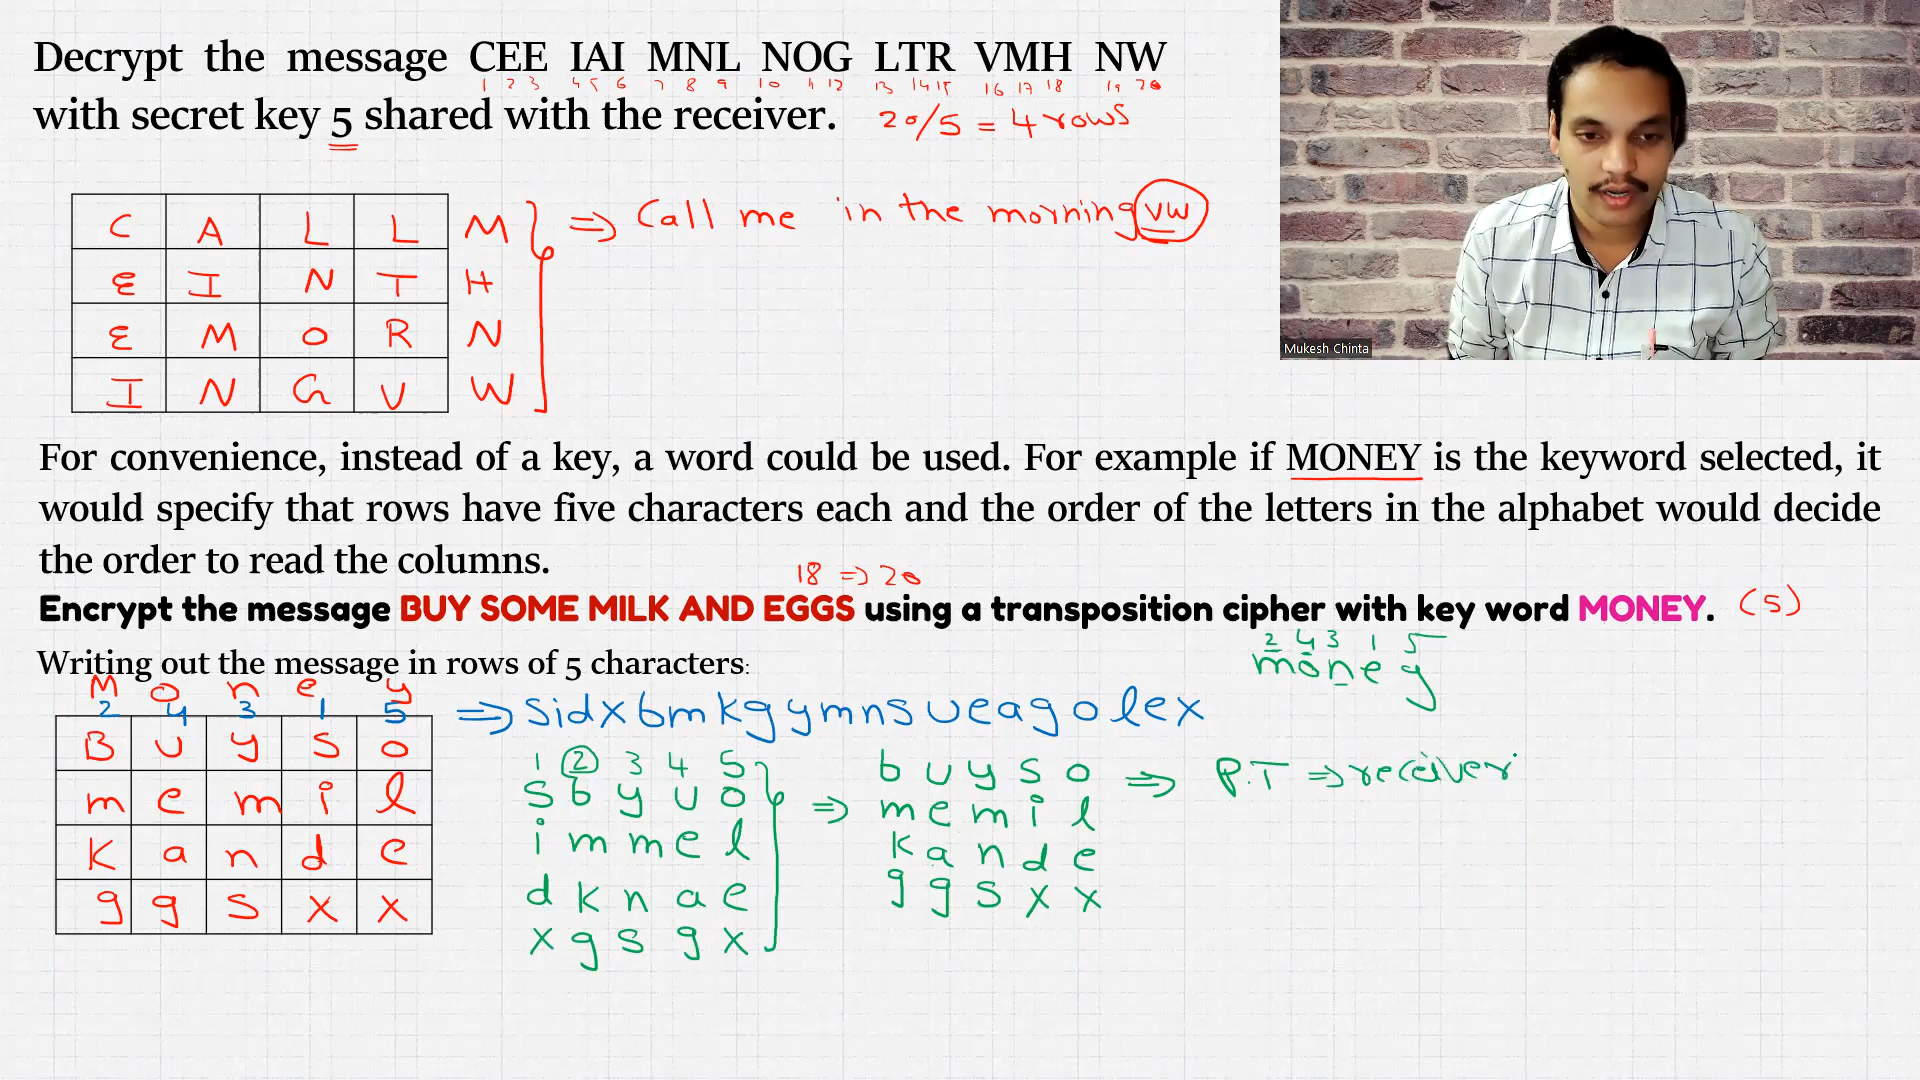 Decrypt the message CEE IAI MNL NOG LTR VMH NW
1 2 3 4 5 6 7 8 9 10 11 12 13 14 15 16 17 18 19 20
with secret key 5 shared with the receiver.
20/5 = 4 rows
C A L L M
E I N T H
E M O R N
I N G V W
=> Call me in the morning vw
Mukesh Chinta
For convenience, instead of a key, a word could be used. For example if MONEY is the keyword selected, it
would specify that rows have five characters each and the order of the letters in the alphabet would decide
the order to read the columns.
18 => 20
Encrypt the message BUY SOME MILK AND EGGS using a transposition cipher with key word MONEY. (5)
2 4 3 1 5
money
Writing out the message in rows of 5 characters:
M o n e y
2 4 3 1 5
B u y s o
m e m i l
K a n d e
g g s x x
=> sidxbmkgymnsueagolex
1 2 3 4 5
s b y u o
i m m e l
d k n a e
x g s g x
=>
b u y s o
m e m i l
k a n d e
g g s x x
=> P.T => receiver